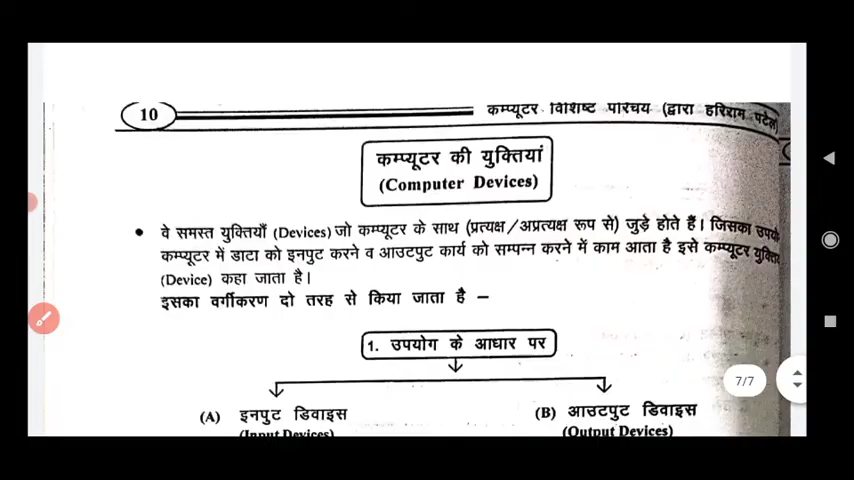 10
कम्प्यूटर विशिष्ट परिचय (द्वारा हरिराम पटेल)
कम्प्यूटर की युक्तियां
(Computer Devices)
• वे समस्त युक्तियाँ (Devices) जो कम्प्यूटर के साथ (प्रत्यक्ष/अप्रत्यक्ष रूप से) जुड़े होते हैं। जिसका
कम्प्यूटर में डाटा को इनपुट करने व आउटपुट कार्य को सम्पन्न करने में काम आता है इसे कम्प्यूटर
(Device) कहा जाता है।
इसका वर्गीकरण दो तरह से किया जाता है –
1. उपयोग के आधार पर
7/7
(A) इनपुट डिवाइस
(B) आउटपुट डिवाइस
(Input Devices)
(Output Devices)